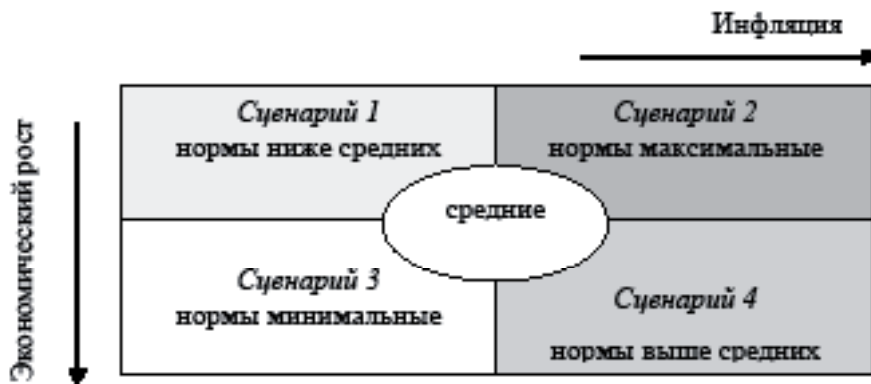 Инфляция
Экономический рост
Сценарий 1
нормы ниже средних
Сценарий 2
нормы максимальные
средние
Сценарий 3
нормы минимальные
Сценарий 4
нормы выше средних